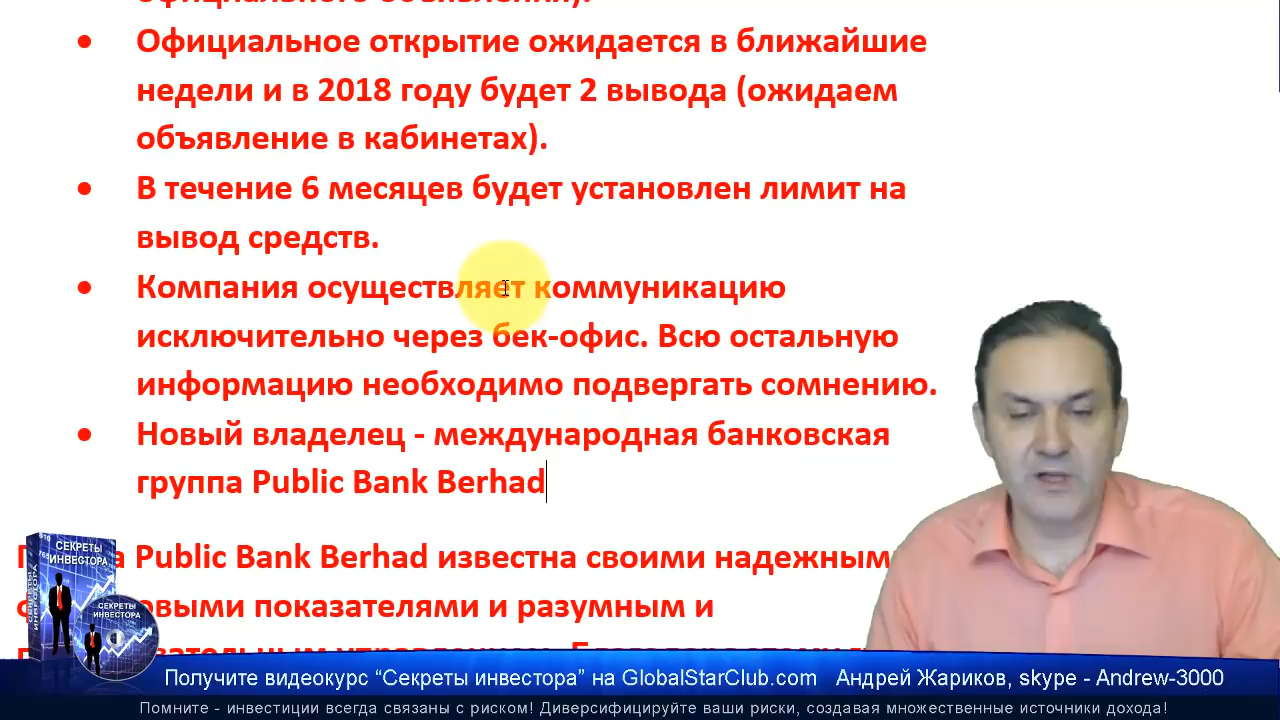 Официальное открытие ожидается в ближайшие
недели и в 2018 году будет 2 вывода (ожидаем
объявление в кабинетах).
В течение 6 месяцев будет установлен лимит на
вывод средств.
Компания осуществляет коммуникацию
исключительно через бек-офис. Всю остальную
информацию необходимо подвергать сомнению.
Новый владелец - международная банковская
группа Public Bank Berhad
Public Bank Berhad известна своими
показателями и разумным и
СЕКРЕТЫ
ИНВЕСТОРА
СЕКРЕТЫ
ИНВЕСТОРА
Получите видеокурс “Секреты инвестора” на GlobalStarClub.com Андрей Жариков, skype - Andrew-3000
Помните - инвестиции всегда связаны с риском! Диверсифицируйте ваши риски, создавая множественные источники дохода!